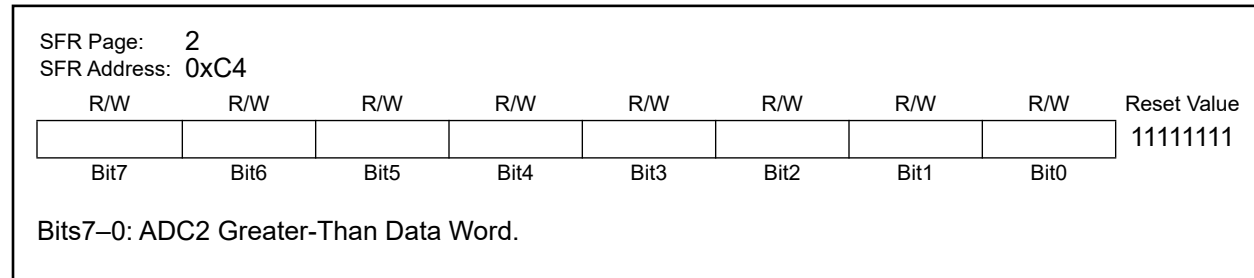 SFR Page: 2
SFR Address: 0xC4
R/W R/W R/W R/W R/W R/W R/W R/W Reset Value
11111111
Bit7 Bit6 Bit5 Bit4 Bit3 Bit2 Bit1 Bit0
Bits7–0: ADC2 Greater-Than Data Word.